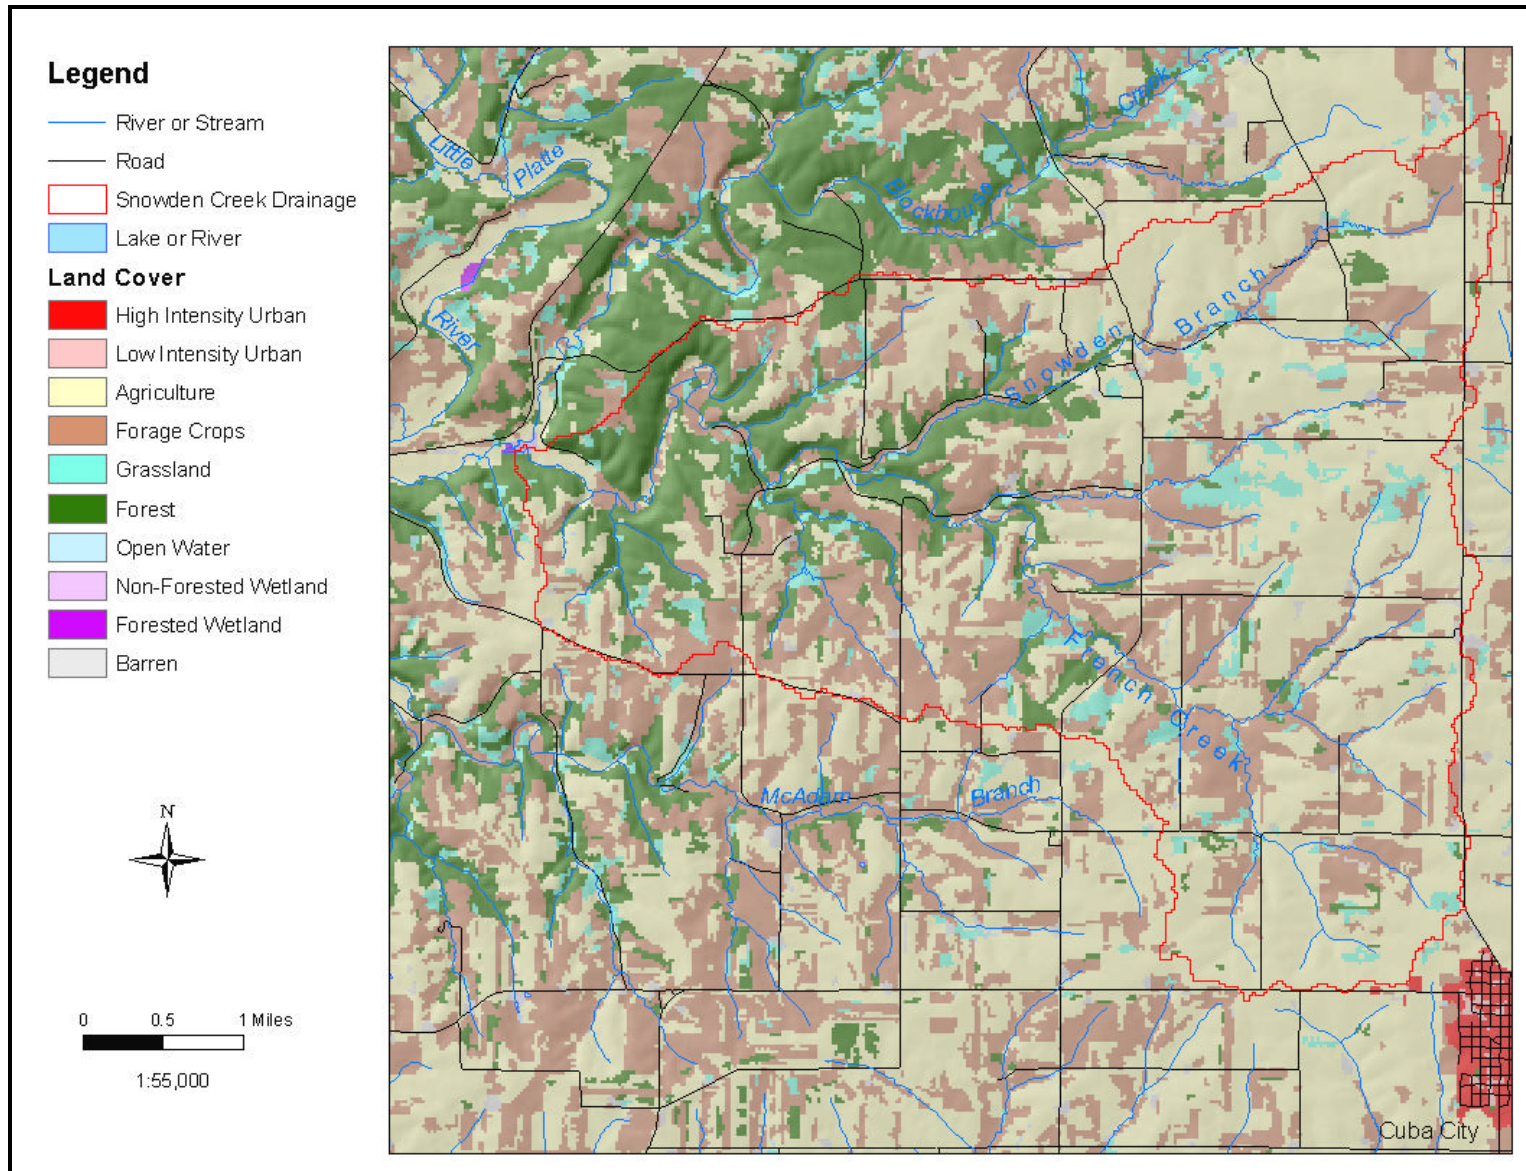 Legend
River or Stream
Road
Snowden Creek Drainage
Lake or River
Land Cover
High Intensity Urban
Low Intensity Urban
Agriculture
Forage Crops
Grassland
Forest
Open Water
Non-Forested Wetland
Forested Wetland
Barren
N
0 0.5 1 Miles
1:55,000
Little Platte River
Blockhouse Creek
Snowden Branch
French Creek
McAdam Branch
Cuba City